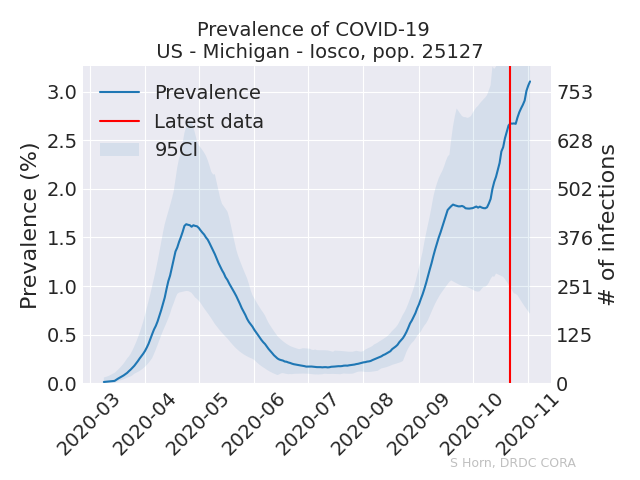 Prevalence of COVID-19
US - Michigan - Iosco, pop. 25127
Prevalence
Latest data
95CI
Prevalence (%)
3.0
2.5
2.0
1.5
1.0
0.5
0.0
753
628
502
376
251
125
0
# of infections
2020-03
2020-04
2020-05
2020-06
2020-07
2020-08
2020-09
2020-10
2020-11
S Horn, DRDC CORA